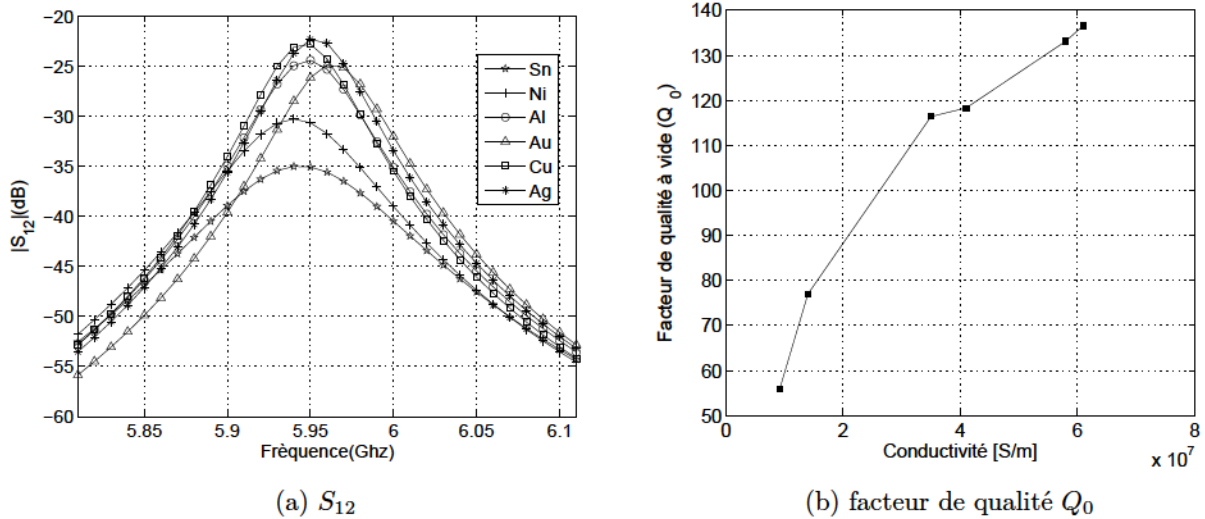 −20
−25
−30
−35
−40
−45
−50
−55
−60
|S12|(dB)
5.85
5.9
5.95
6
6.05
6.1
Frèquence(Ghz)
Sn
Ni
Al
Au
Cu
Ag
(a) S12
140
130
120
110
100
90
80
70
60
50
Facteur de qualité à vide (Q_0)
0
2
4
6
8
x 10^7
Conductivité [S/m]
(b) facteur de qualité Q0